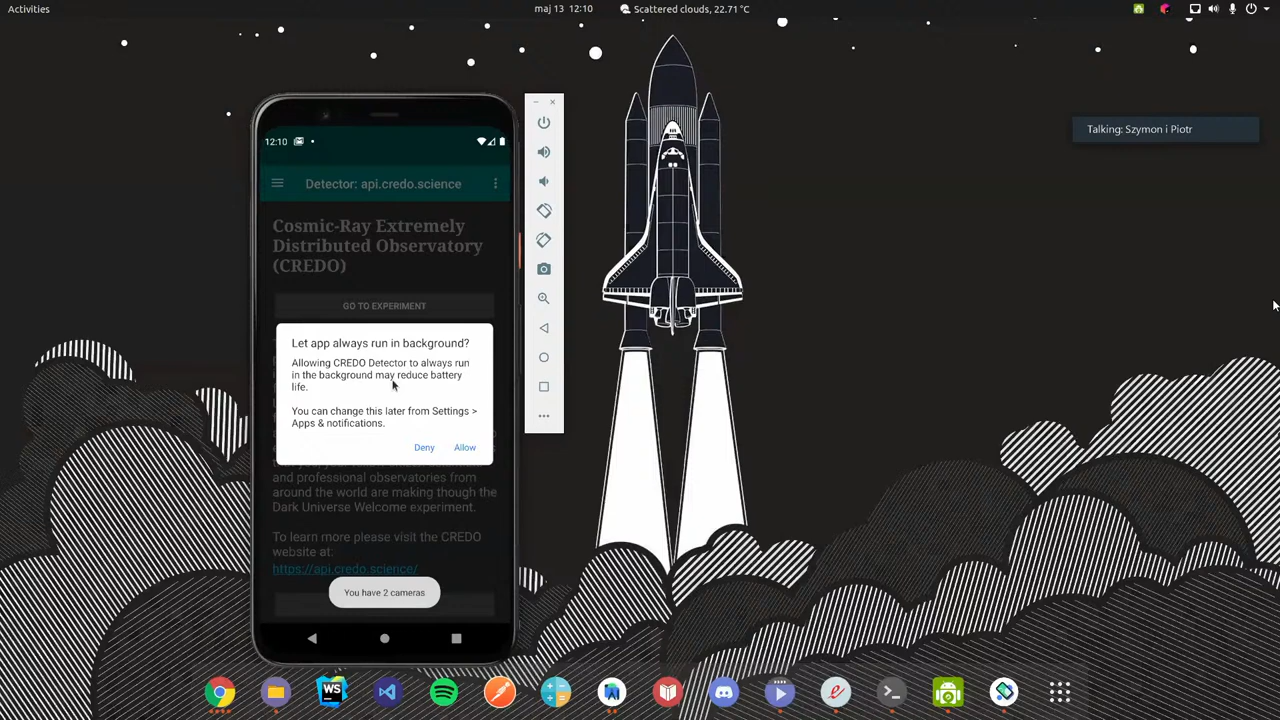 Activities
maj 13 12:10
Scattered clouds, 22.71 °C
Talking: Szymon i Piotr
12:10
Detector: api.credo.science
Cosmic-Ray Extremely
Distributed Observatory
(CREDO)
GO TO EXPERIMENT
Let app always run in background?
Allowing CREDO Detector to always run
in the background may reduce battery
life.
You can change this later from Settings >
Apps & notifications.
Deny
Allow
and professional observatories from
around the world are making though the
Dark Universe Welcome experiment.
To learn more please visit the CREDO
website at:
https://api.credo.science/
You have 2 cameras
WS